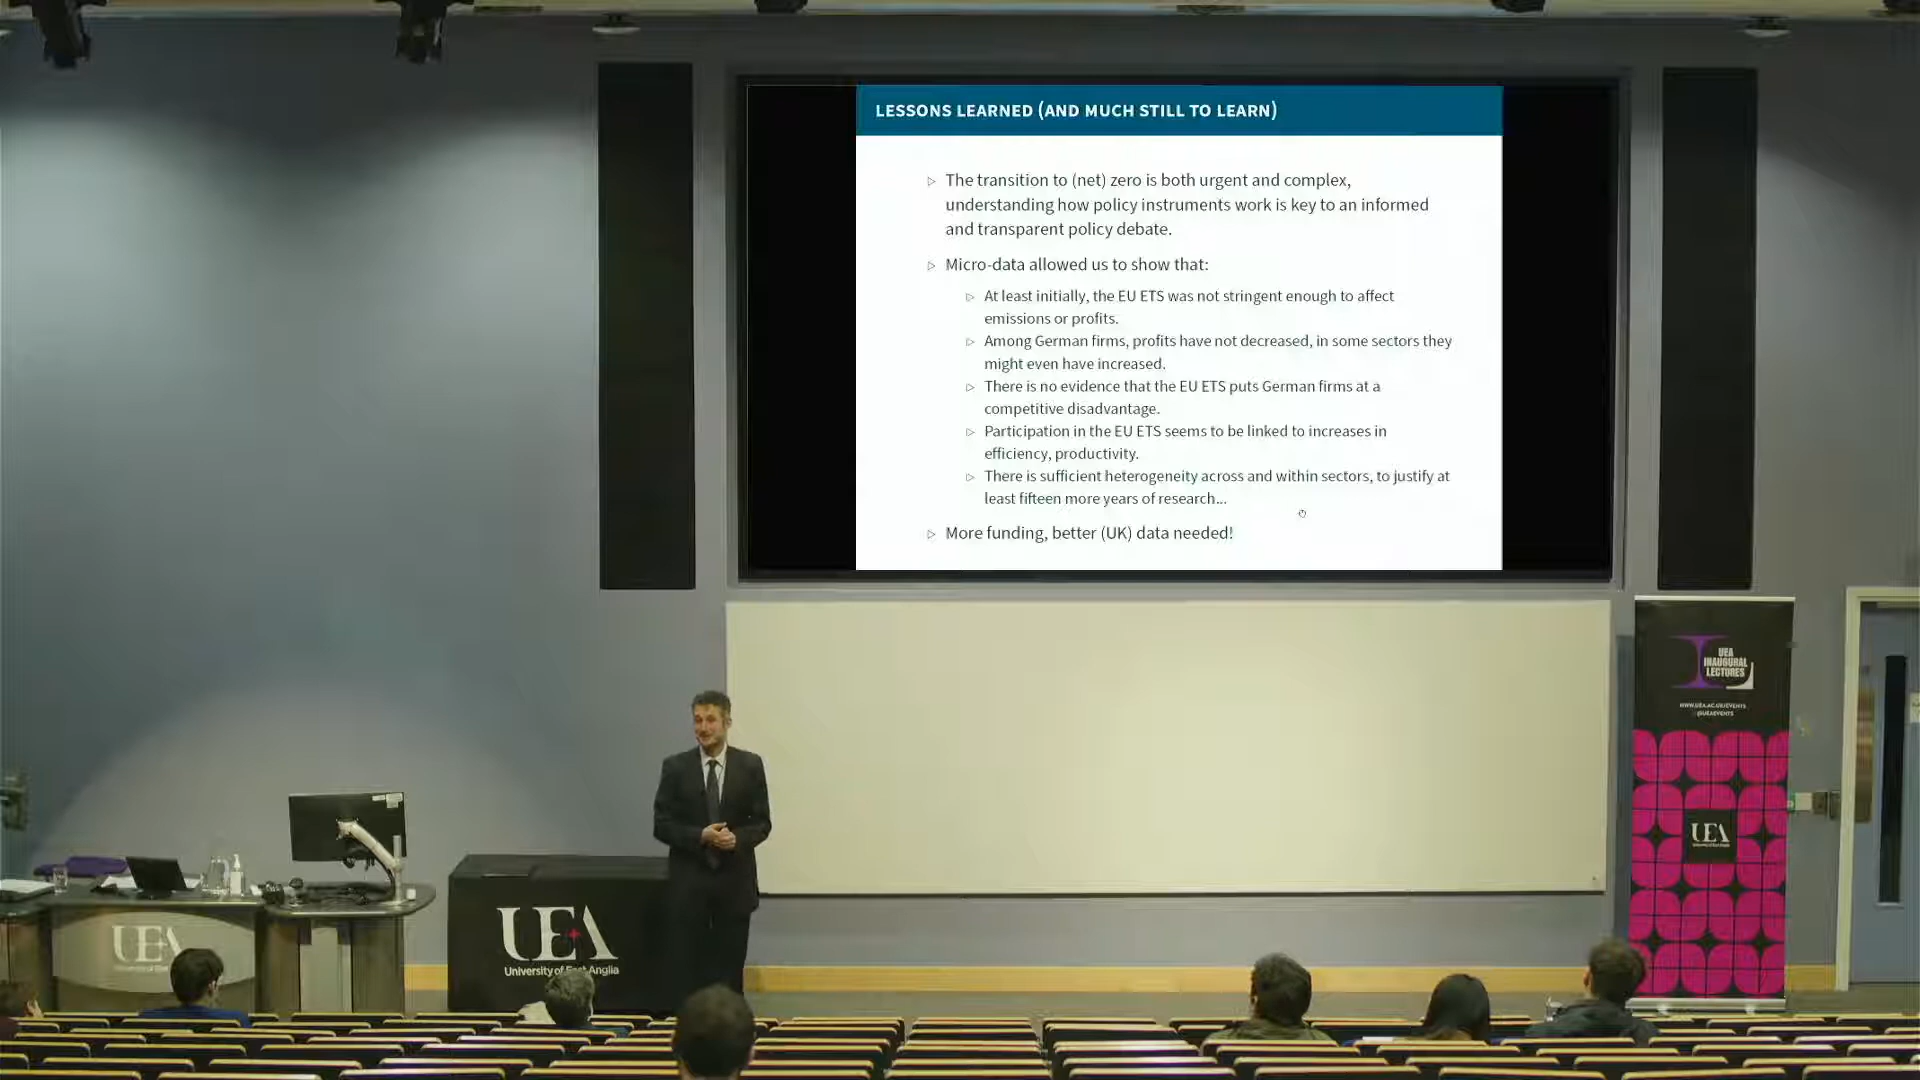 LESSONS LEARNED (AND MUCH STILL TO LEARN)
The transition to (net) zero is both urgent and complex,
understanding how policy instruments work is key to an informed
and transparent policy debate.
Micro-data allowed us to show that:
At least initially, the EU ETS was not stringent enough to affect
emissions or profits.
Among German firms, profits have not decreased, in some sectors they
might even have increased.
There is no evidence that the EU ETS puts German firms at a
competitive disadvantage.
Participation in the EU ETS seems to be linked to increases in
efficiency, productivity.
There is sufficient heterogeneity across and within sectors, to justify at
least fifteen more years of research...
More funding, better (UK) data needed!
UEA
INAUGURAL
LECTURES
WWW.UEA.AC.UK/EVENTS
@UEAEVENTS
UEA
UEA
UEA
University of East Anglia